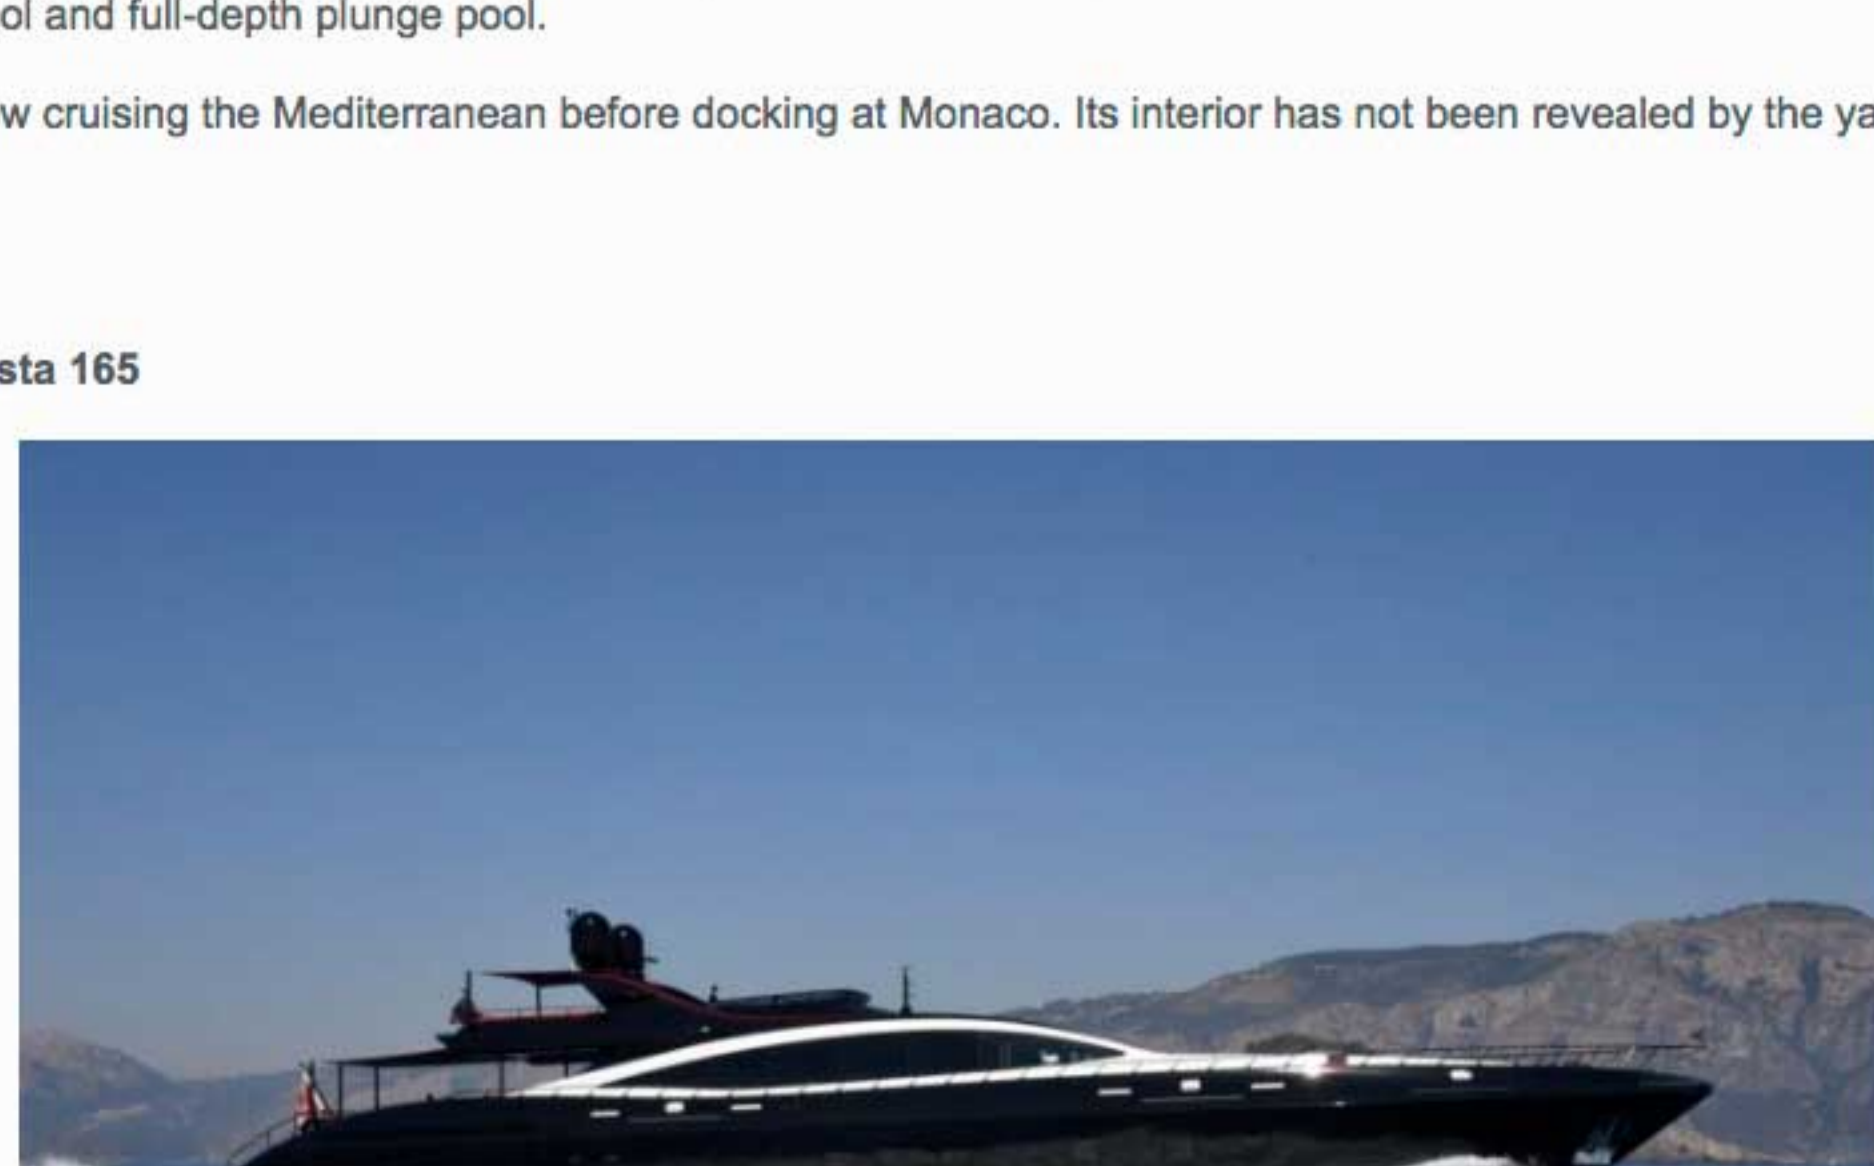 ol and full-depth plunge pool.
w cruising the Mediterranean before docking at Monaco. Its interior has not been revealed by the ya
sta 165